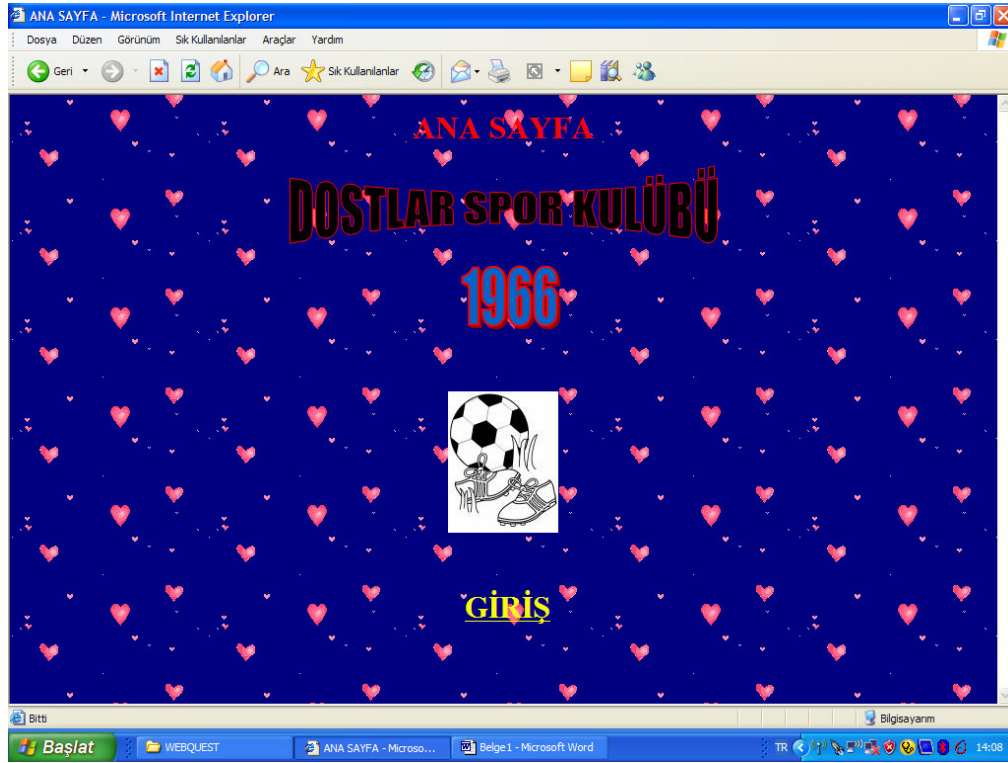 ANA SAYFA - Microsoft Internet Explorer
Dosya Düzen Görünüm Sık Kullanılanlar Araçlar Yardım
Geri Ara Sık Kullanılanlar
ANA SAYFA
DOSTLAR SPOR KULÜBÜ
1966
GİRİŞ
Bitti Bilgisayarım
Başlat WEBQUEST ANA SAYFA - Microso... Belge1 - Microsoft Word TR 14:08